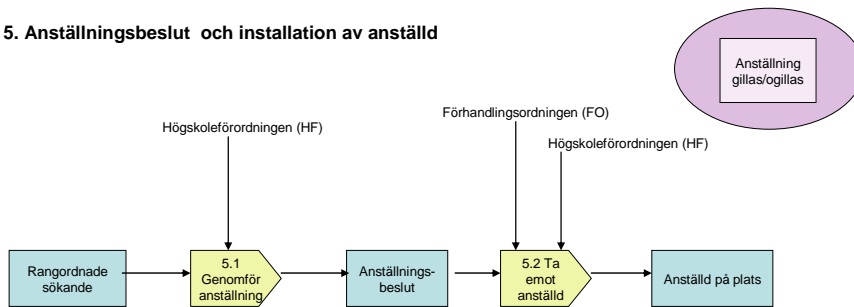 5. Anställningsbeslut och installation av anställd
Anställning
gillas/ogillas
Högskoleförordningen (HF)
Förhandlingsordningen (FO)
Högskoleförordningen (HF)
Rangordnade
sökande
5.1
Genomför
anställning
Anställnings-
beslut
5.2 Ta
emot
anställd
Anställd på plats